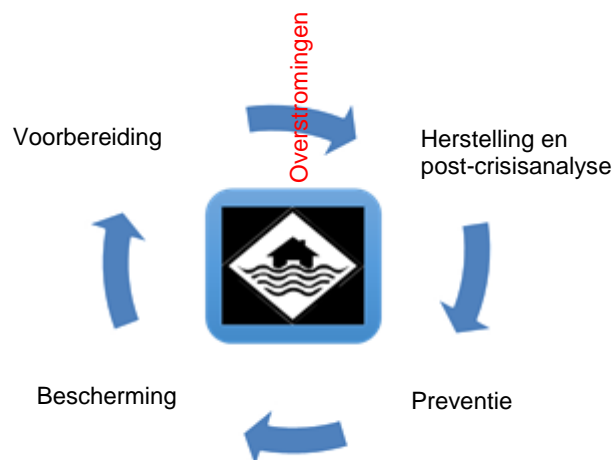 Overstromingen
Voorbereiding
Herstelling en
post-crisisanalyse
Bescherming
Preventie